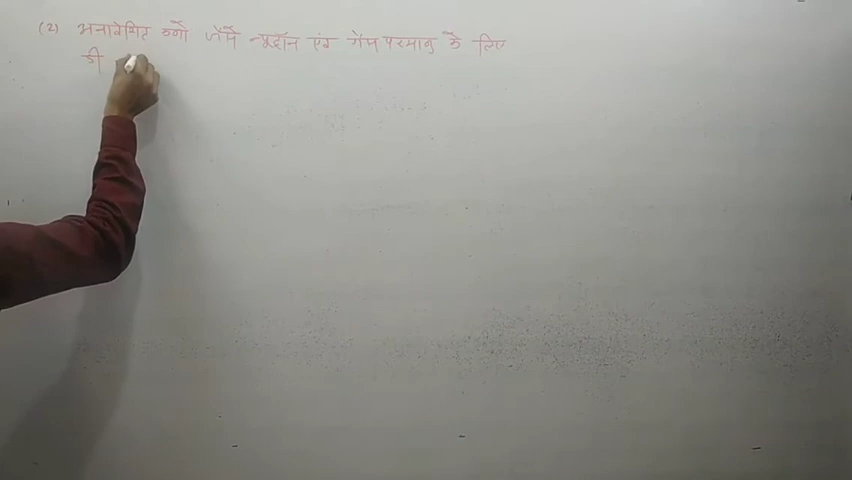 (2) अनावेशित कणों जैसे न्यूट्रॉन एवं गैस परमाणु के लिए
डी